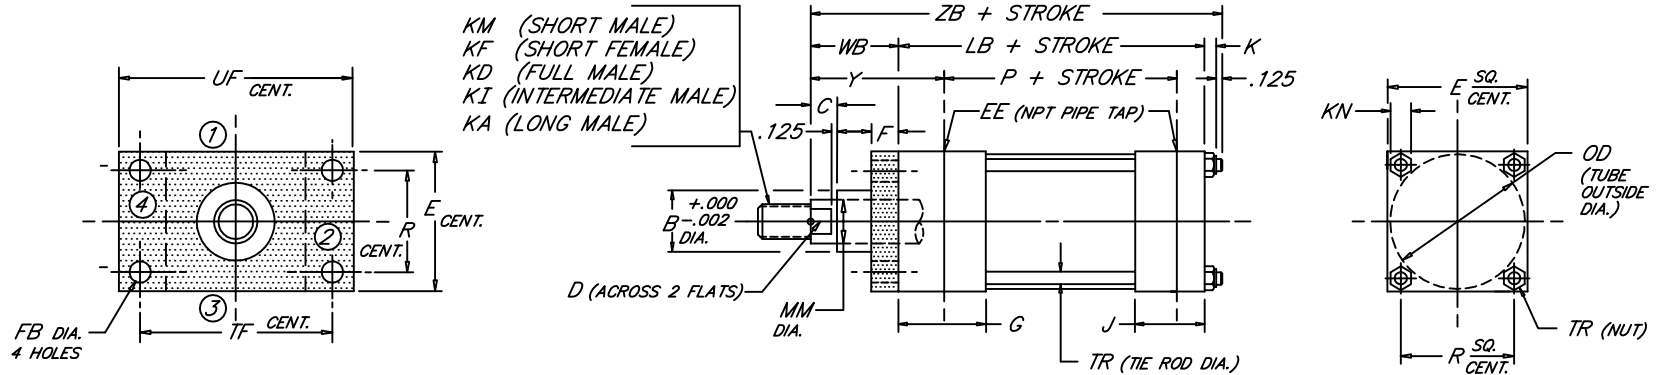 KM (SHORT MALE)
KF (SHORT FEMALE)
KD (FULL MALE)
KI (INTERMEDIATE MALE)
KA (LONG MALE)
UF CENT.
1
4
2
3
E CENT.
R CENT.
TF CENT.
FB DIA.
4 HOLES
ZB + STROKE
WB
LB + STROKE
K
Y
P + STROKE
.125
C
EE (NPT PIPE TAP)
.125
F
B +.000
-.002
DIA.
D (ACROSS 2 FLATS)
MM
DIA.
G
J
TR (TIE ROD DIA.)
E SQ.
CENT.
KN
OD
(TUBE
OUTSIDE
DIA.)
TR (NUT)
R SQ.
CENT.